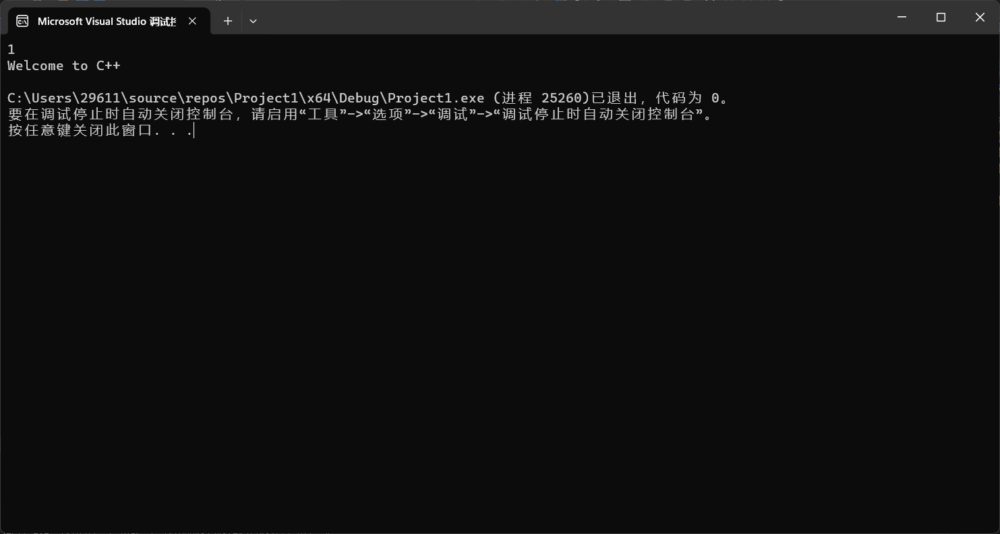 Microsoft Visual Studio 调试
1
Welcome to C++
C:\Users\29611\source\repos\Project1\x64\Debug\Project1.exe (进程 25260)已退出，代码为 0。
要在调试停止时自动关闭控制台，请启用“工具”->“选项”->“调试”->“调试停止时自动关闭控制台”。
按任意键关闭此窗口. . .